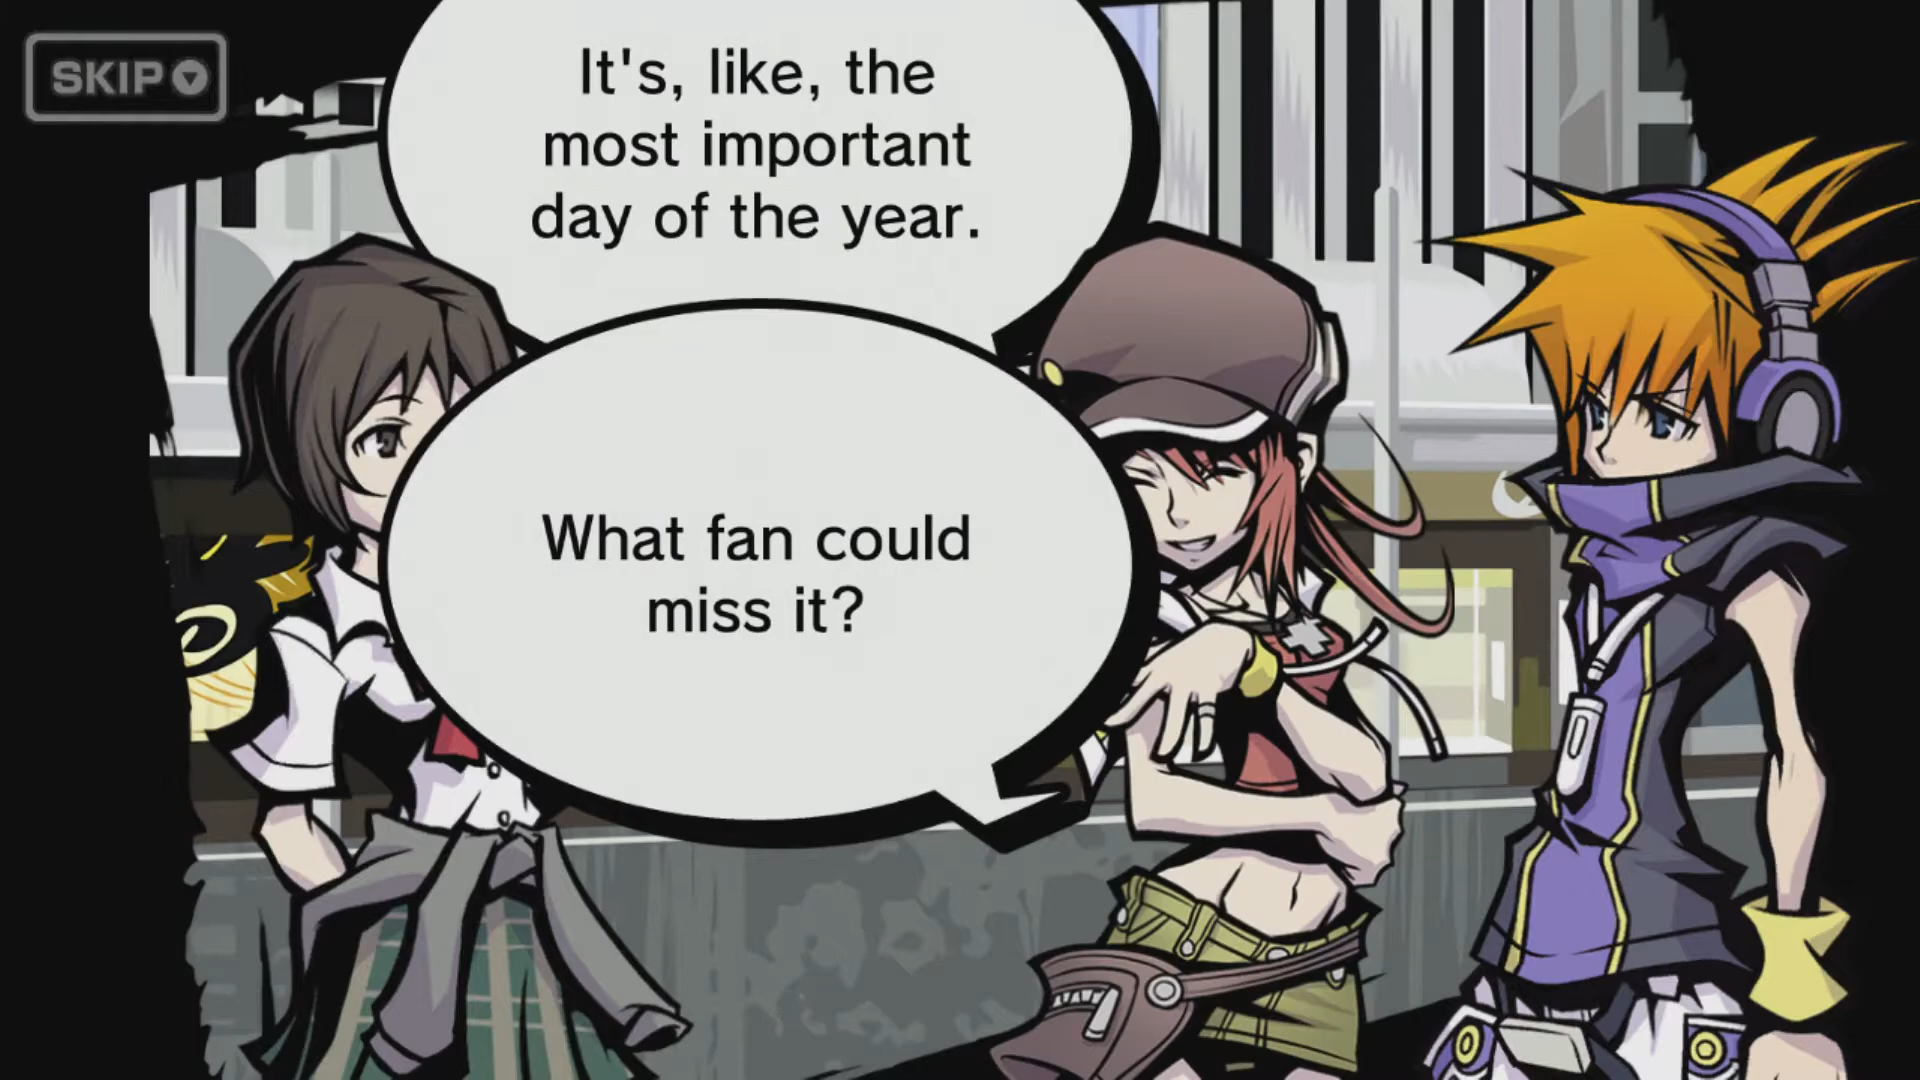 SKIP
It's, like, the
most important
day of the year.
What fan could
miss it?